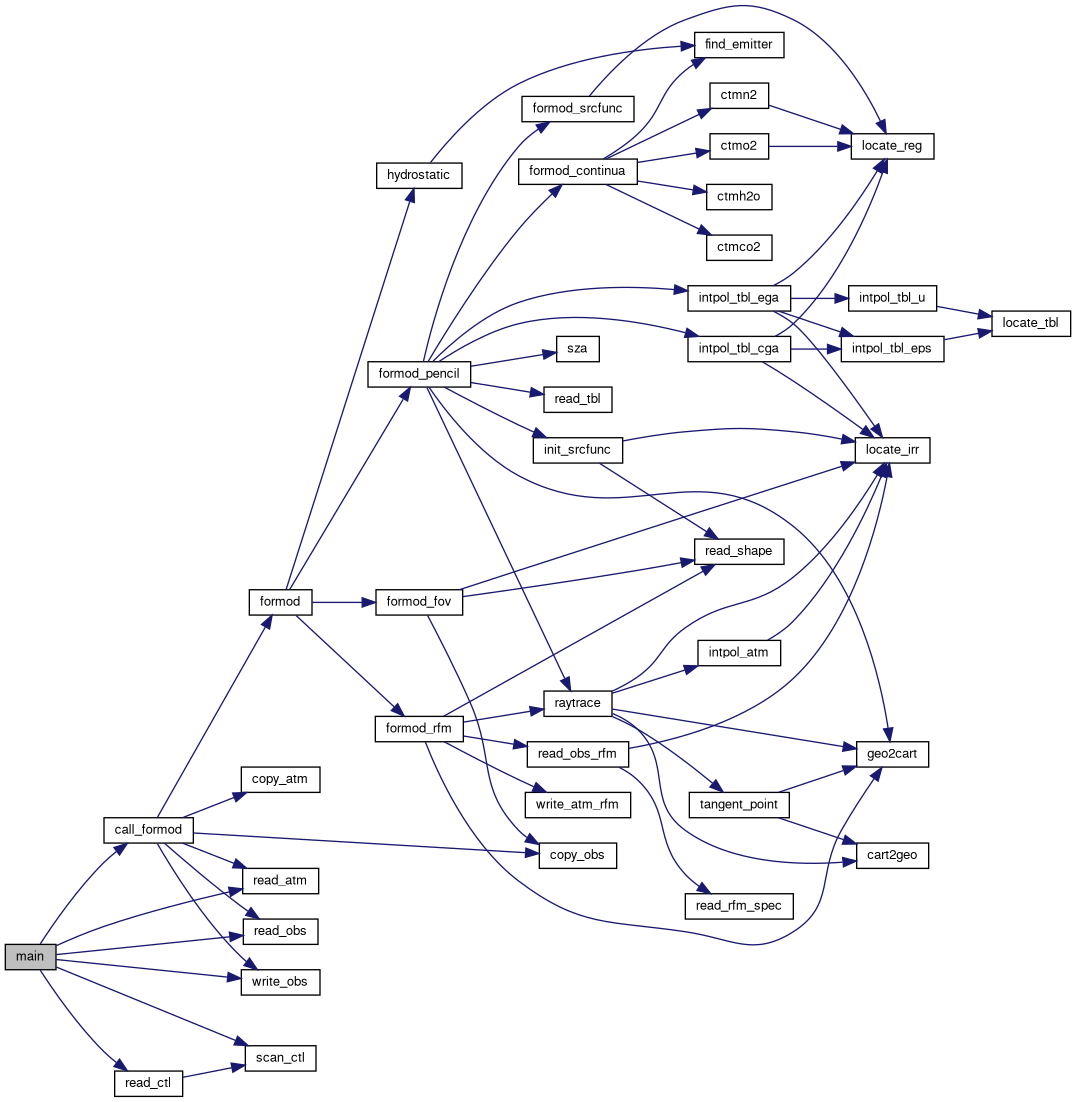 find_emitter
formod_srcfunc
ctmn2
ctmo2
locate_reg
hydrostatic
formod_continua
ctmh2o
ctmco2
intpol_tbl_ega
intpol_tbl_u
locate_tbl
formod_pencil
sza
intpol_tbl_cga
intpol_tbl_eps
read_tbl
init_srcfunc
locate_irr
read_shape
formod
formod_fov
intpol_atm
raytrace
formod_rfm
read_obs_rfm
geo2cart
copy_atm
write_atm_rfm
tangent_point
call_formod
copy_obs
cart2geo
read_atm
read_rfm_spec
read_obs
main
write_obs
scan_ctl
read_ctl